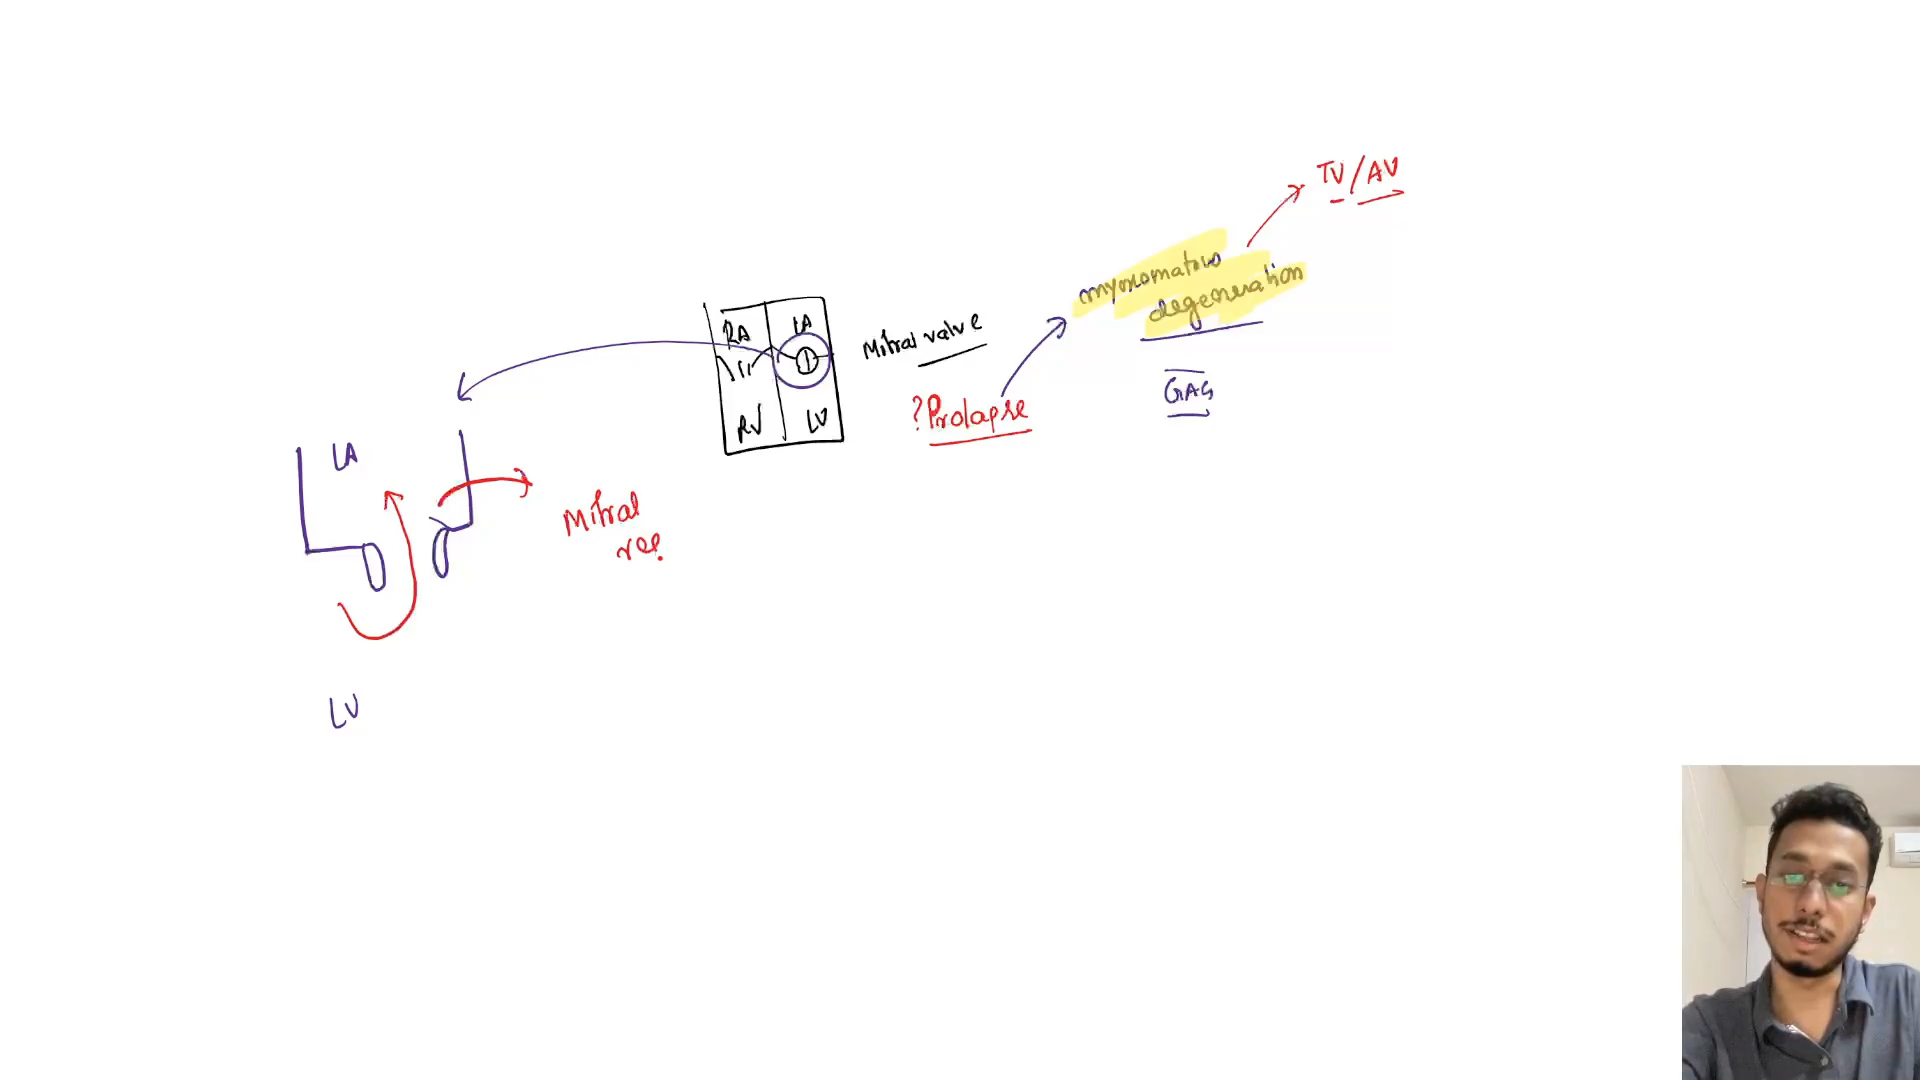 TV/AV
myxomatous
degeneration
GAG
RA LA
RV LV
Mitral valve
?Prolapse
LA
Mitral
reg.
LV